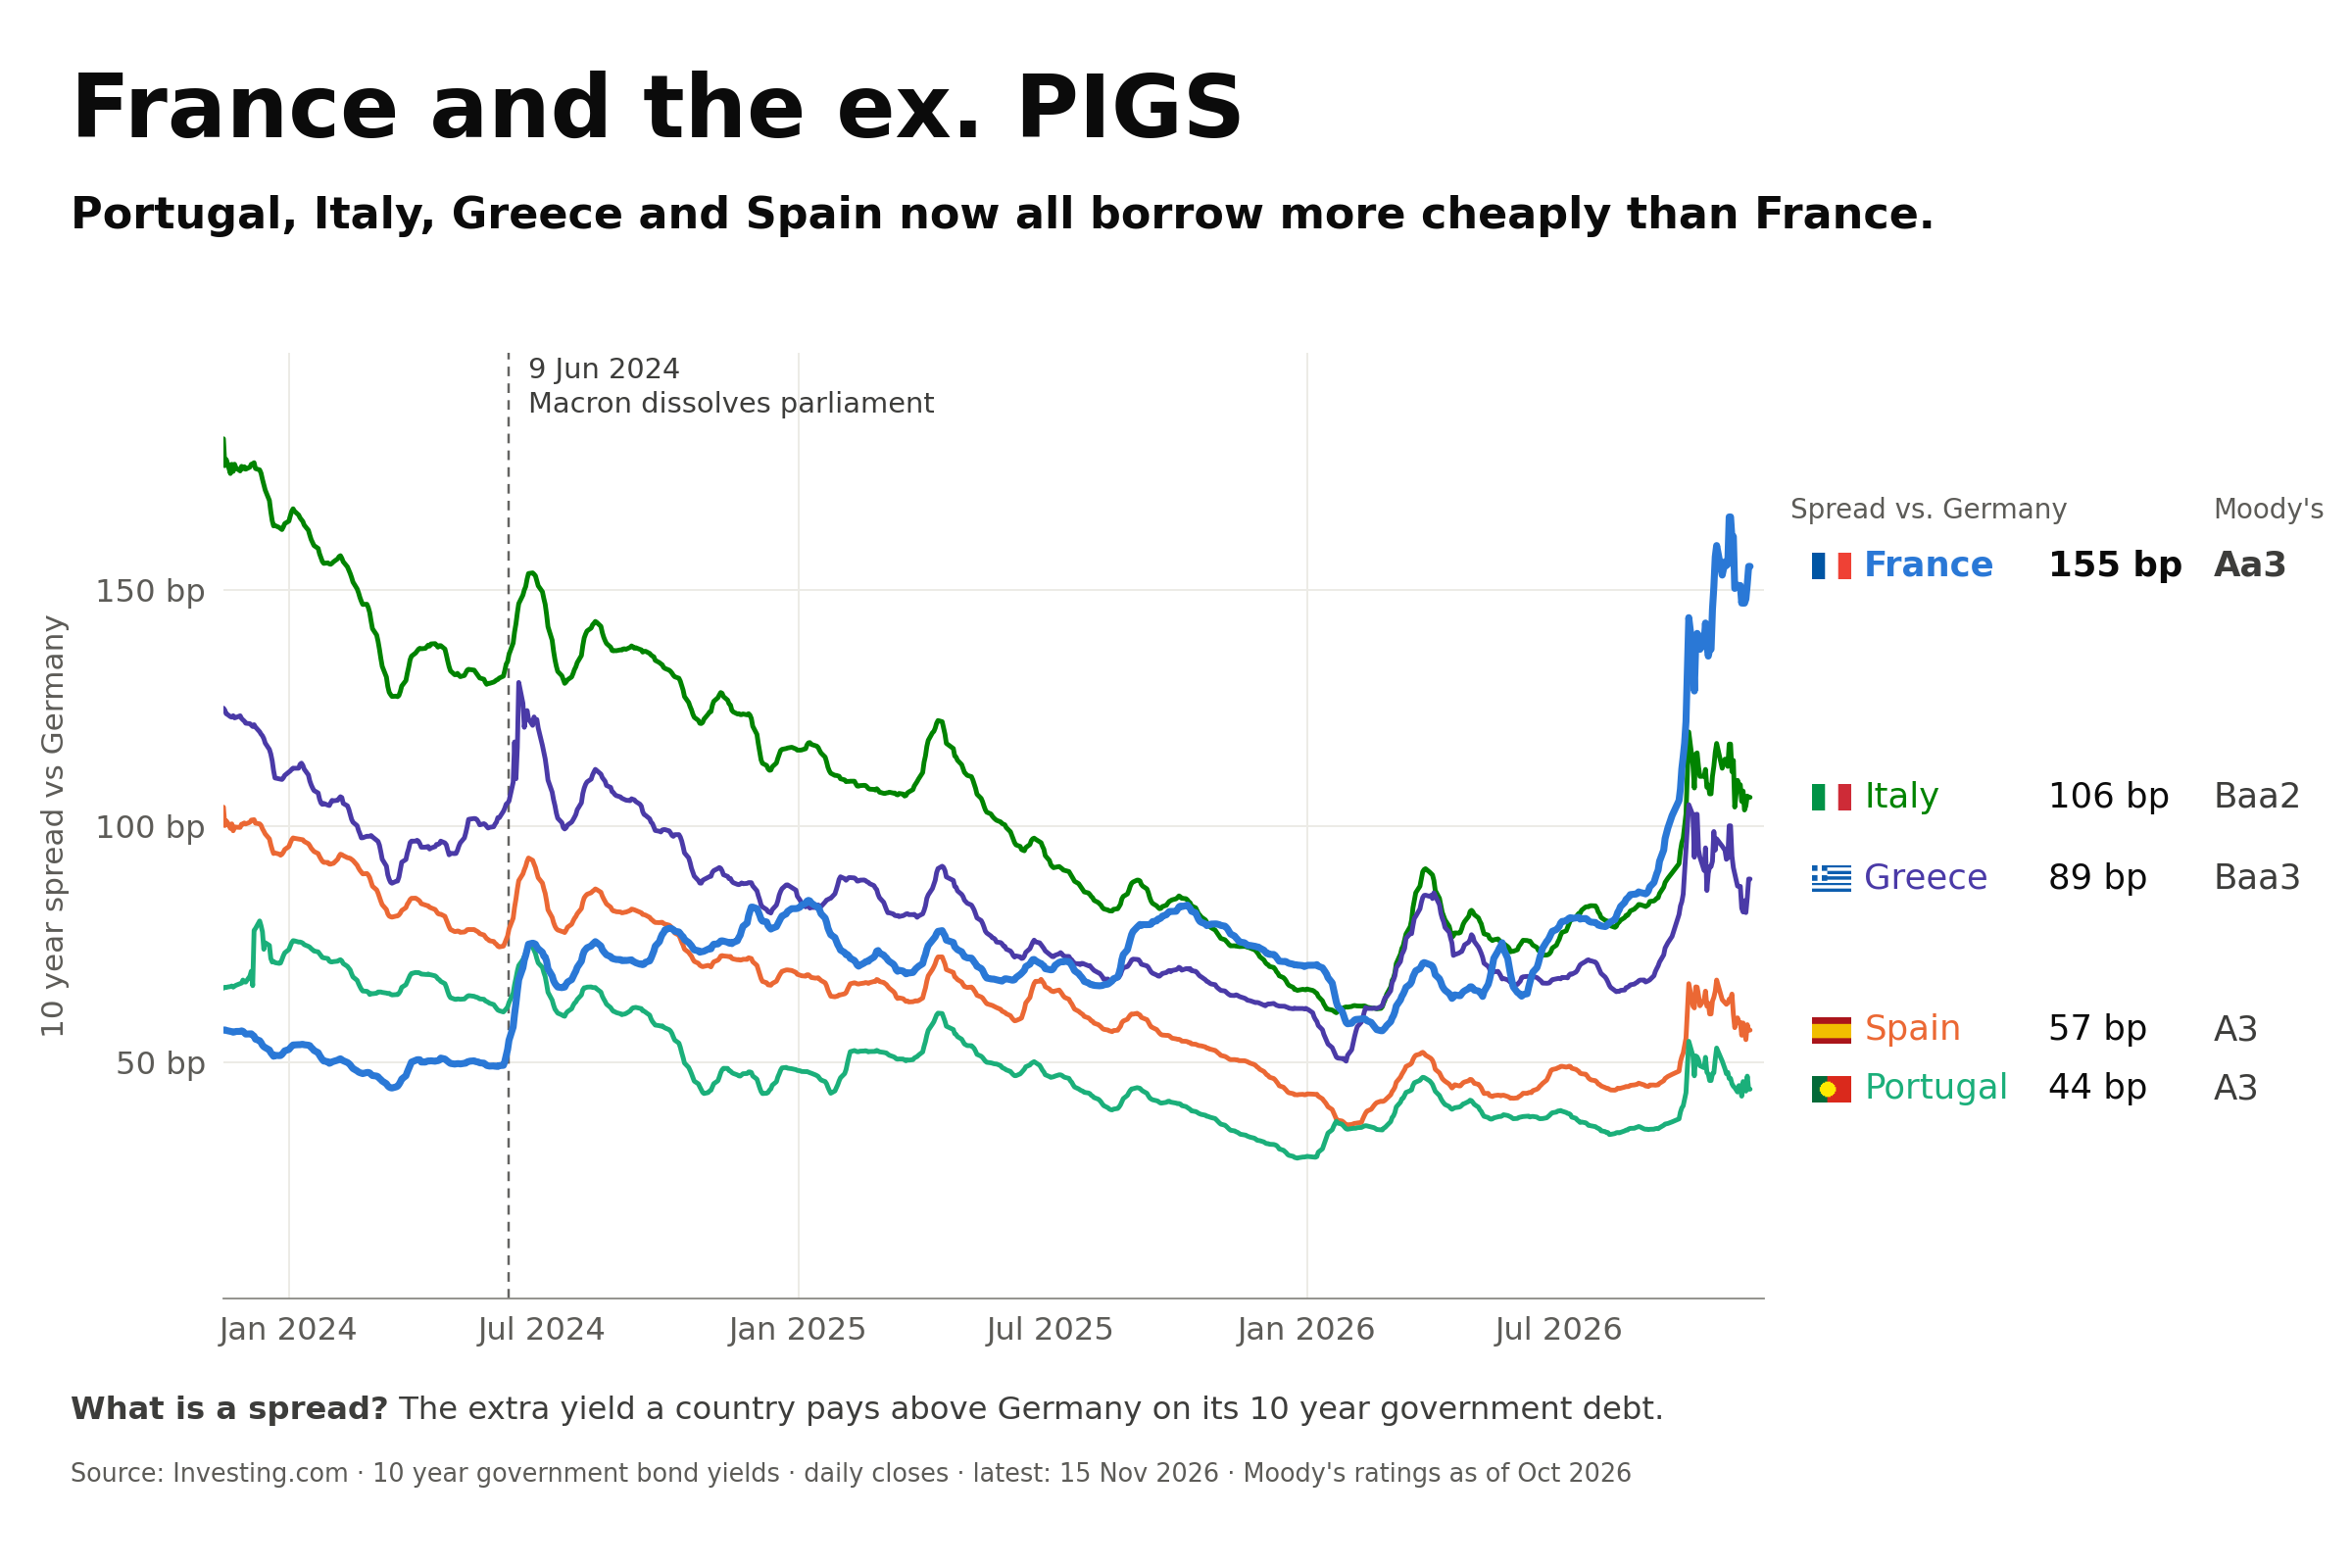 France and the ex. PIGS
Portugal, Italy, Greece and Spain now all borrow more cheaply than France.
9 Jun 2024
Macron dissolves parliament
10 year spread vs Germany
150 bp
100 bp
50 bp
Jan 2024
Jul 2024
Jan 2025
Jul 2025
Jan 2026
Jul 2026
Spread vs. Germany Moody's
France 155 bp Aa3
Italy 106 bp Baa2
Greece 89 bp Baa3
Spain 57 bp A3
Portugal 44 bp A3
What is a spread? The extra yield a country pays above Germany on its 10 year government debt.
Source: Investing.com · 10 year government bond yields · daily closes · latest: 15 Nov 2026 · Moody's ratings as of Oct 2026